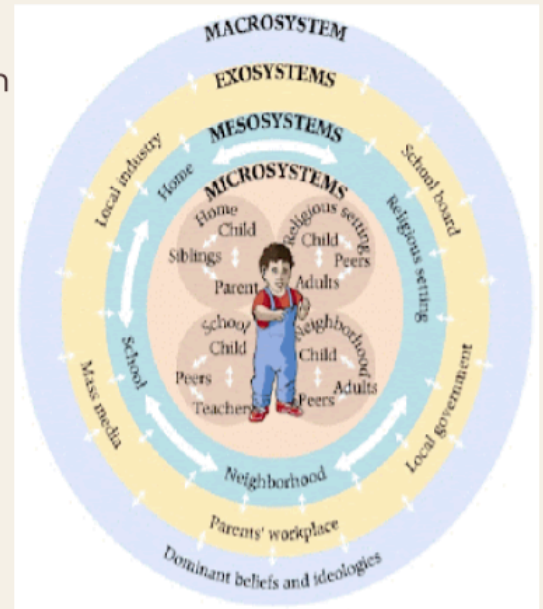 n
MACROSYSTEM
EXOSYSTEMS
MESOSYSTEMS
MICROSYSTEMS
Local industry
Home
School board
Religious setting
School
Mass media
Local government
Neighborhood
Parents' workplace
Dominant beliefs and ideologies
Home
Child
Siblings
Parent
Religious setting
Child
Peers
Adults
School
Child
Peers
Teacher
Neighborhood
Child
Adults
Peers